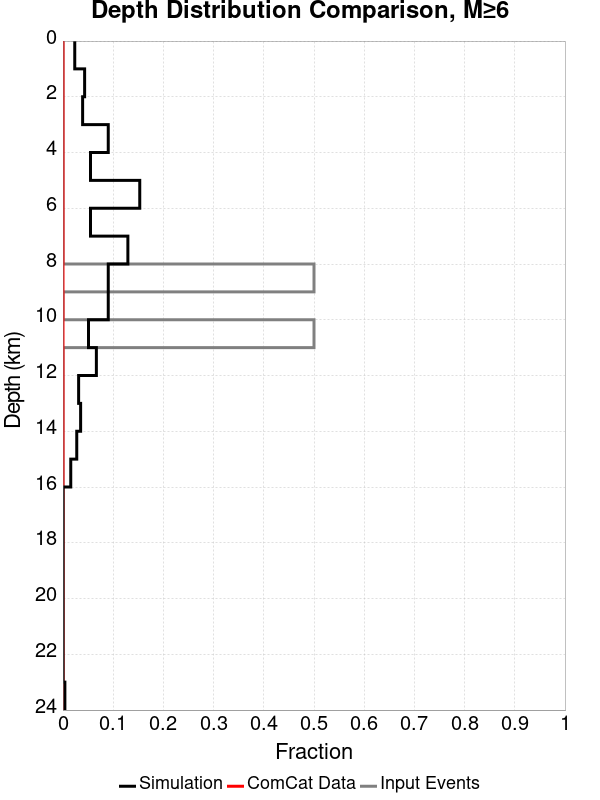 Depth Distribution Comparison, M≥6
0
2
4
6
8
10
12
14
16
18
20
22
24
Depth (km)
0 0.1 0.2 0.3 0.4 0.5 0.6 0.7 0.8 0.9 1
Fraction
Simulation ComCat Data Input Events